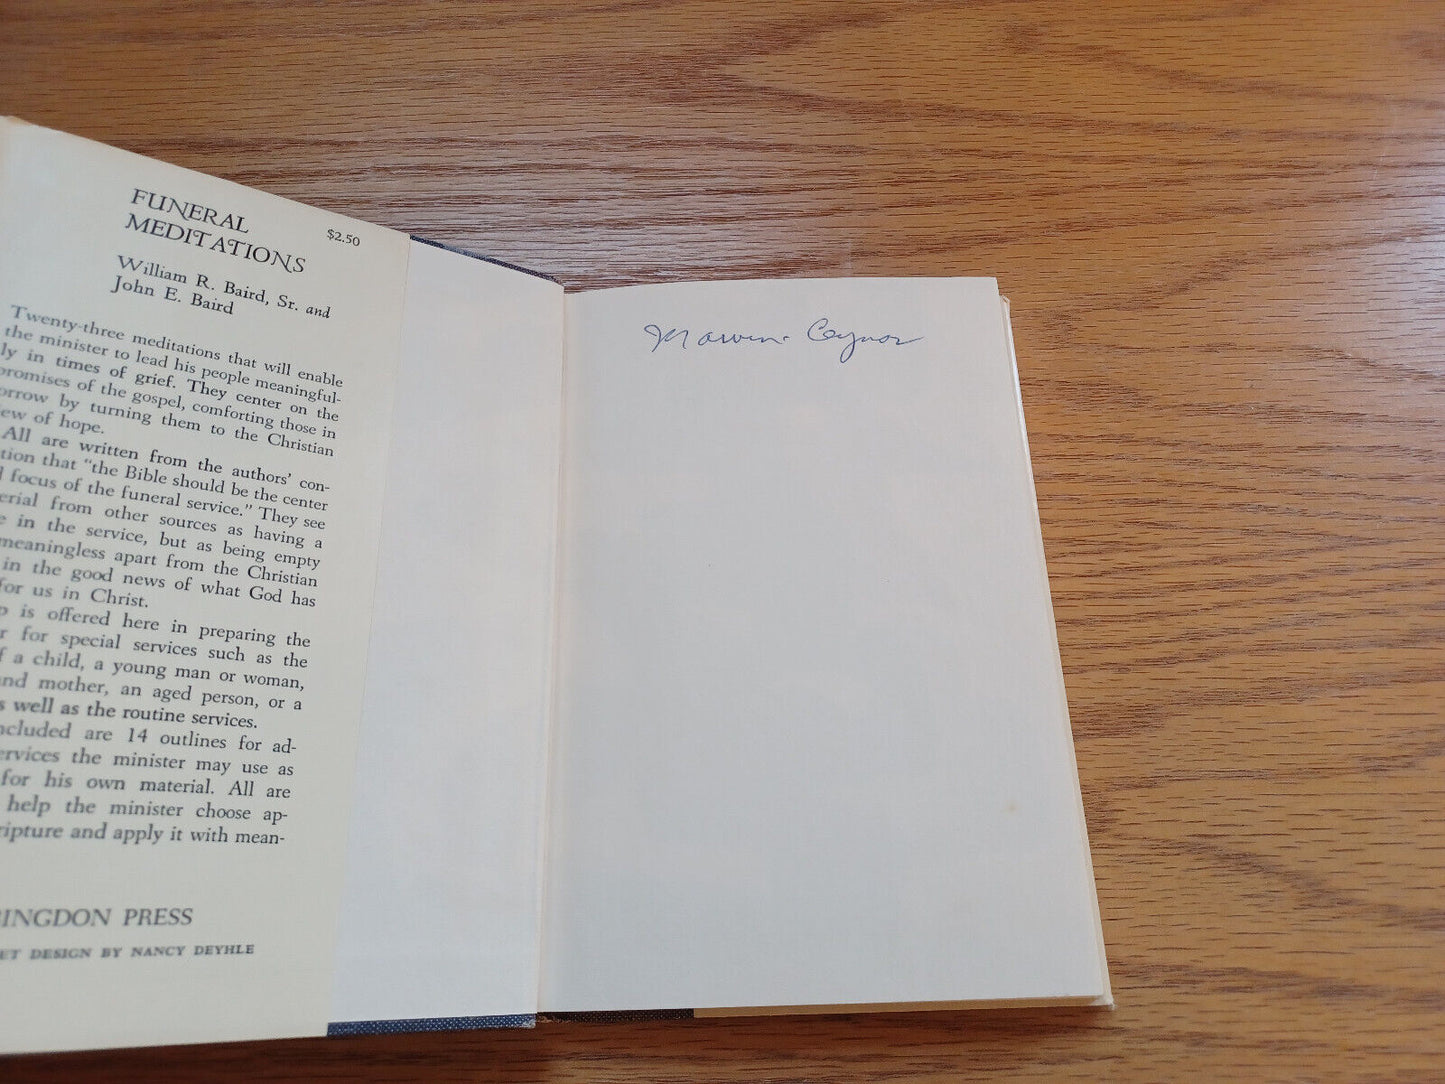 FUNERAL
MEDITATIONS
$2.50
William R. Baird, Sr. and
John E. Baird
Twenty-three meditations that will enable
the minister to lead his people meaningful-
ly in times of grief. They center on the
promises of the gospel, comforting those in
orrow by turning them to the Christian
iew of hope.
All are written from the authors' con-
tion that "the Bible should be the center
focus of the funeral service." They see
erial from other sources as having a
e in the service, but as being empty
meaningless apart from the Christian
in the good news of what God has
for us in Christ.
p is offered here in preparing the
r for special services such as the
f a child, a young man or woman,
and mother, an aged person, or a
s well as the routine services.
ncluded are 14 outlines for ad-
ervices the minister may use as
for his own material. All are
help the minister choose ap-
ripture and apply it with mean-
INGDON PRESS
ET DESIGN BY NANCY DEYHLE
Marvin